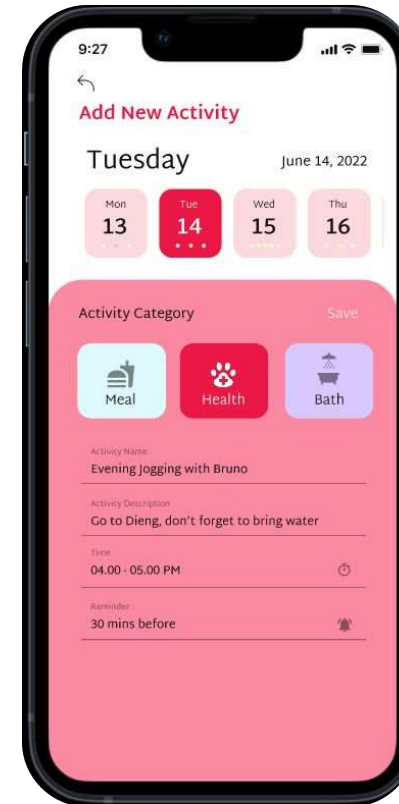 9:27
Add New Activity
Tuesday June 14, 2022
Mon Tue Wed Thu
13 14 15 16
Activity Category Save
Meal Health Bath
Activity Name
Evening Jogging with Bruno
Activity Description
Go to Dieng, don't forget to bring water
Time
04.00 - 05.00 PM
Reminder
30 mins before